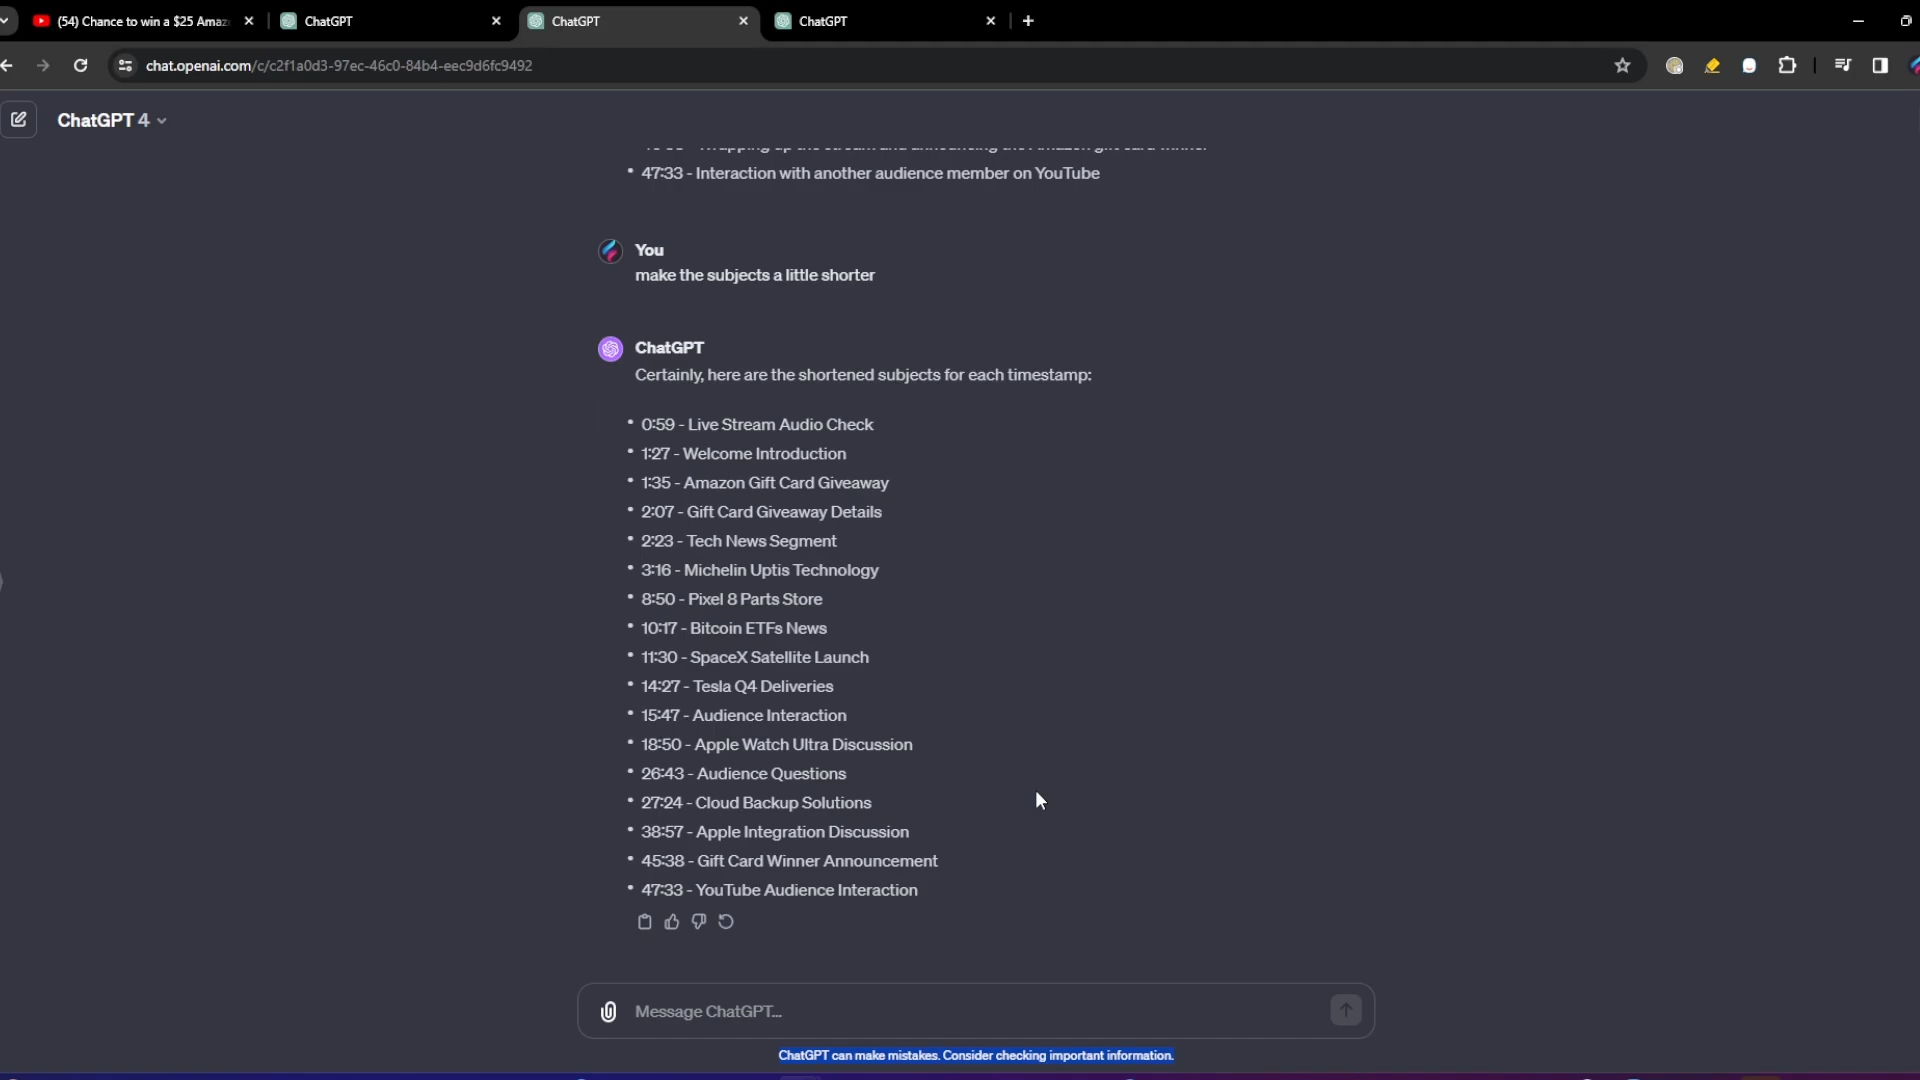 (54) Chance to win a $25 Amaz
ChatGPT
ChatGPT
ChatGPT
chat.openai.com/c/c2f1a0d3-97ec-46c0-84b4-eec9d6fc9492
ChatGPT 4
• 47:33 - Interaction with another audience member on YouTube
You
make the subjects a little shorter
ChatGPT
Certainly, here are the shortened subjects for each timestamp:
• 0:59 - Live Stream Audio Check
• 1:27 - Welcome Introduction
• 1:35 - Amazon Gift Card Giveaway
• 2:07 - Gift Card Giveaway Details
• 2:23 - Tech News Segment
• 3:16 - Michelin Uptis Technology
• 8:50 - Pixel 8 Parts Store
• 10:17 - Bitcoin ETFs News
• 11:30 - SpaceX Satellite Launch
• 14:27 - Tesla Q4 Deliveries
• 15:47 - Audience Interaction
• 18:50 - Apple Watch Ultra Discussion
• 26:43 - Audience Questions
• 27:24 - Cloud Backup Solutions
• 38:57 - Apple Integration Discussion
• 45:38 - Gift Card Winner Announcement
• 47:33 - YouTube Audience Interaction
Message ChatGPT...
ChatGPT can make mistakes. Consider checking important information.